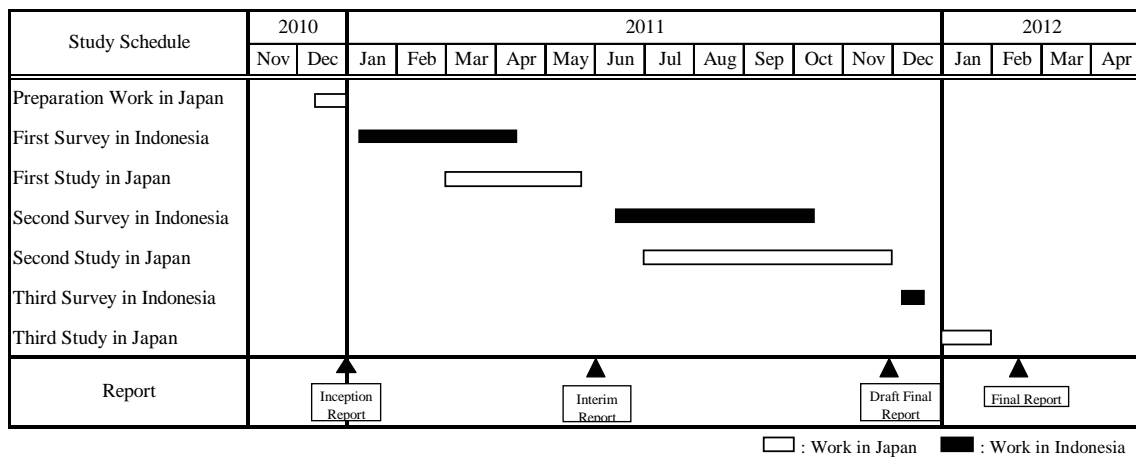 Study Schedule
2010 2011 2012
Nov Dec Jan Feb Mar Apr May Jun Jul Aug Sep Oct Nov Dec Jan Feb Mar Apr
Preparation Work in Japan
First Survey in Indonesia
First Study in Japan
Second Survey in Indonesia
Second Study in Japan
Third Survey in Indonesia
Third Study in Japan
Report
Inception
Report
Interim
Report
Draft Final
Report
Final Report
: Work in Japan : Work in Indonesia